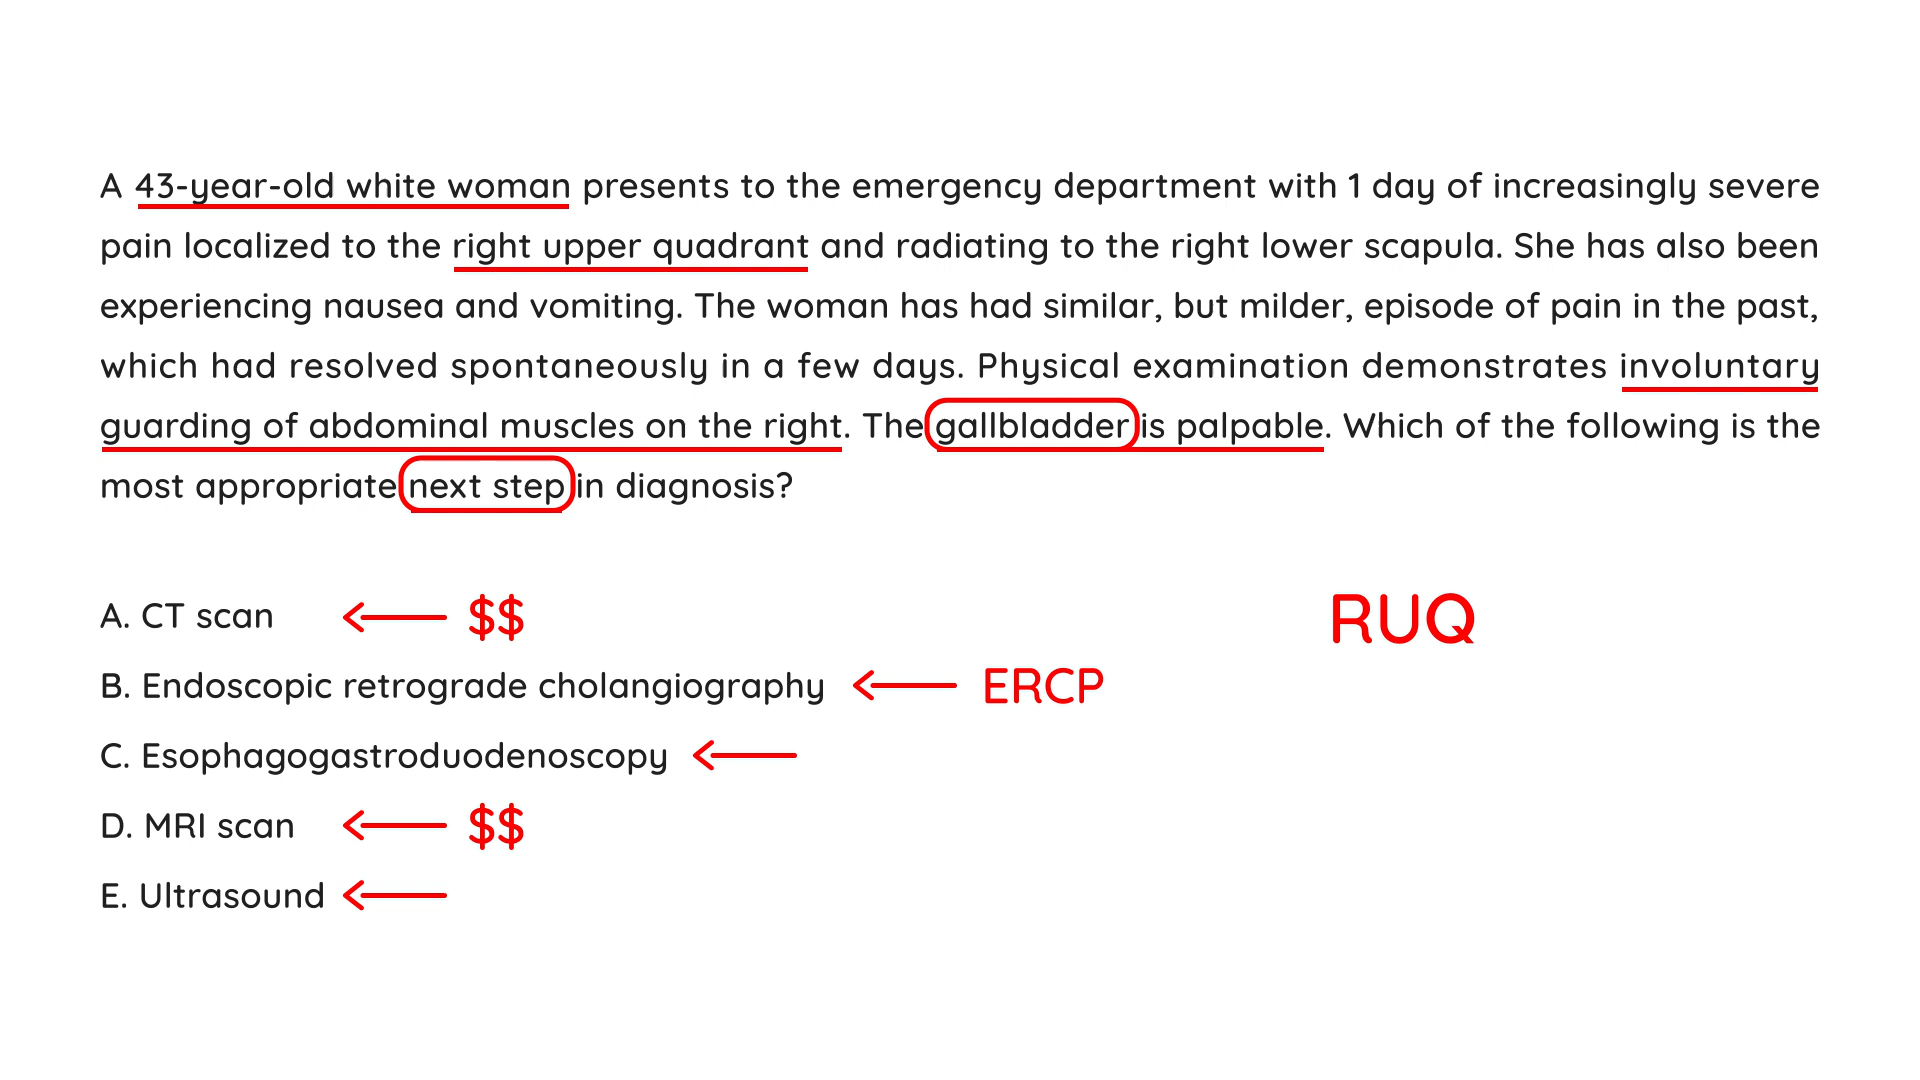 A 43-year-old white woman presents to the emergency department with 1 day of increasingly severe
pain localized to the right upper quadrant and radiating to the right lower scapula. She has also been
experiencing nausea and vomiting. The woman has had similar, but milder, episode of pain in the past,
which had resolved spontaneously in a few days. Physical examination demonstrates involuntary
guarding of abdominal muscles on the right. The gallbladder is palpable. Which of the following is the
most appropriate next step in diagnosis?
A. CT scan $$
RUQ
B. Endoscopic retrograde cholangiography ERCP
C. Esophagogastroduodenoscopy
D. MRI scan $$
E. Ultrasound